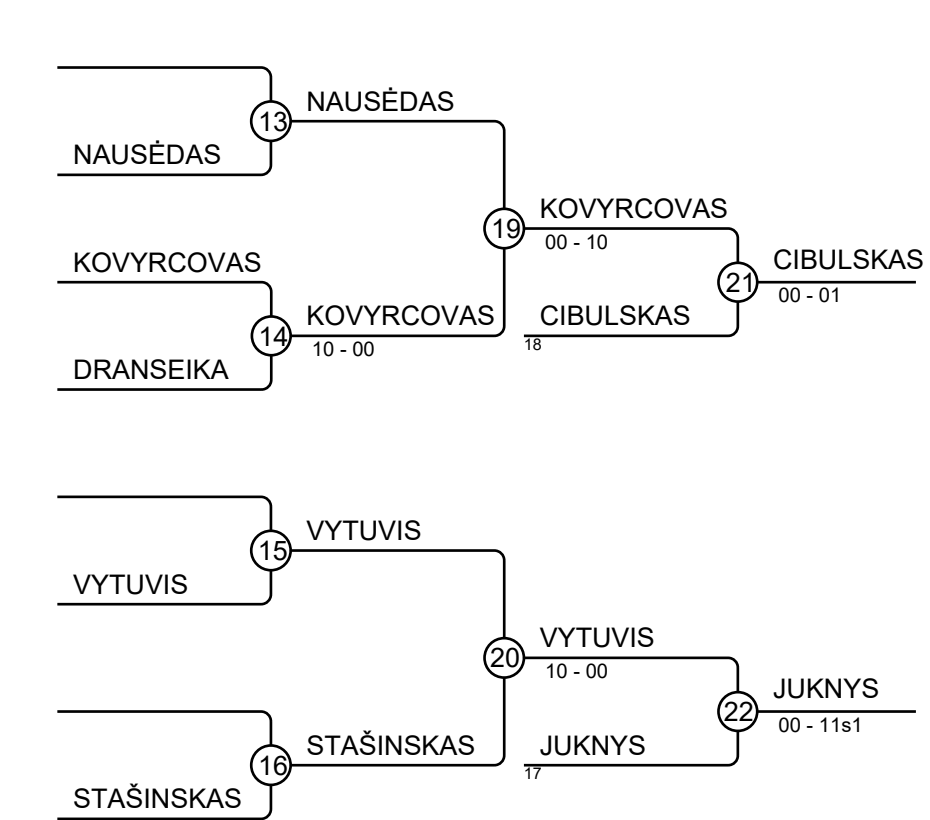 NAUSĖDAS
13
NAUSĖDAS
KOVYRCOVAS
19
00 - 10
KOVYRCOVAS
CIBULSKAS
21
00 - 01
KOVYRCOVAS
CIBULSKAS
14
18
10 - 00
DRANSEIKA
VYTUVIS
15
VYTUVIS
VYTUVIS
20
10 - 00
JUKNYS
22
00 - 11s1
STAŠINSKAS
JUKNYS
16
17
STAŠINSKAS